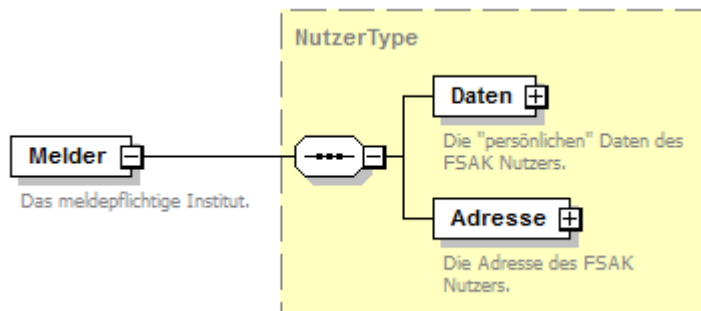 NutzerType
Daten
Die "persönlichen" Daten des
FSAK Nutzers.
Melder
Das meldepflichtige Institut.
Adresse
Die Adresse des FSAK
Nutzers.